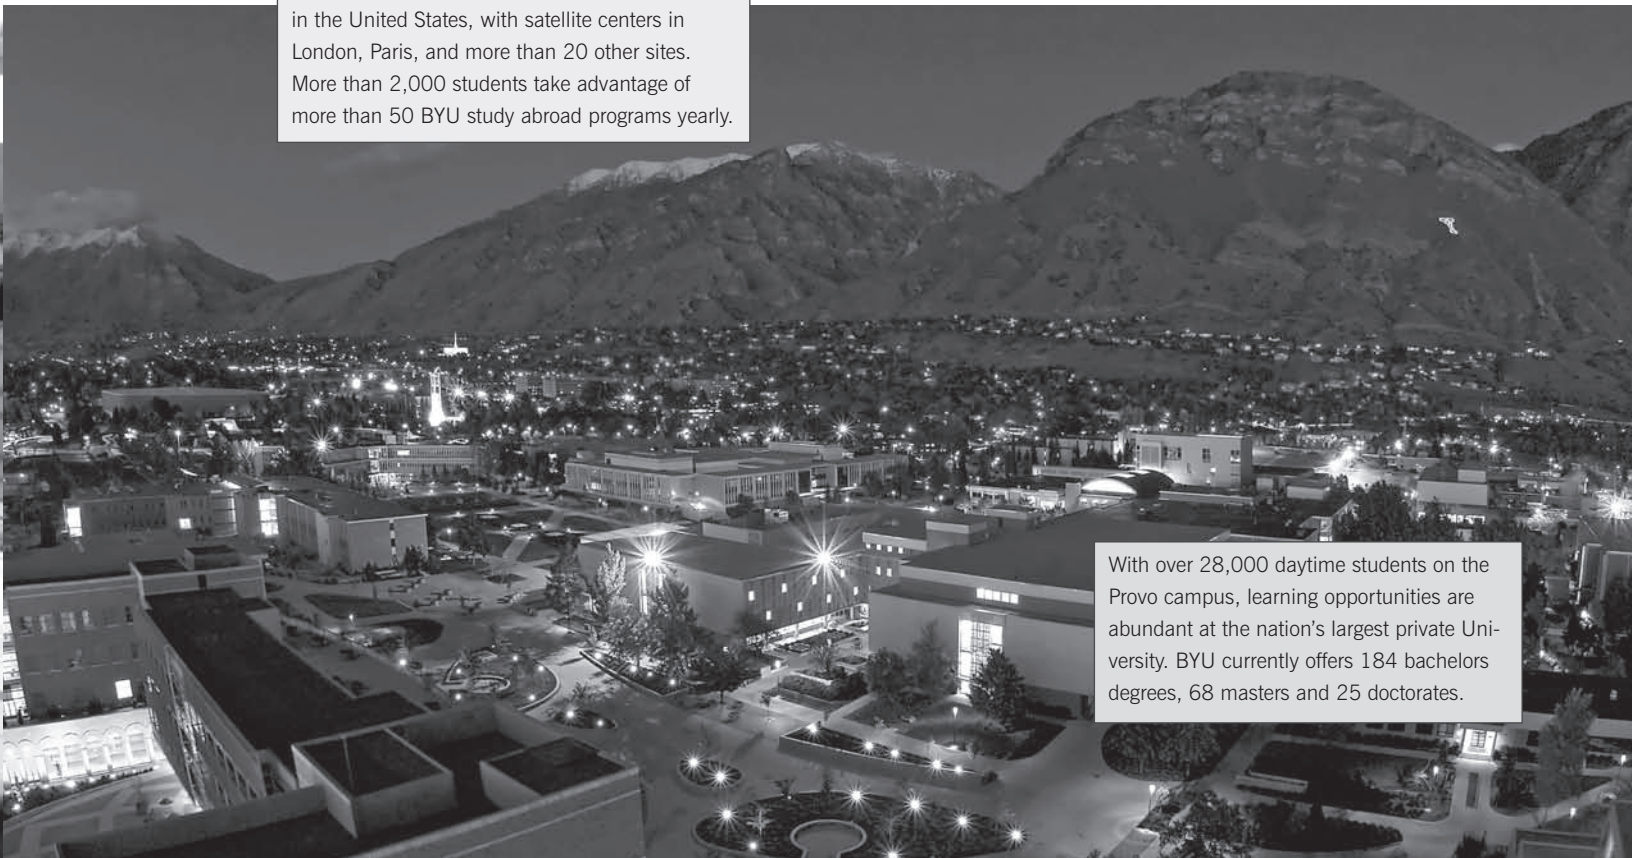 in the United States, with satellite centers in
London, Paris, and more than 20 other sites.
More than 2,000 students take advantage of
more than 50 BYU study abroad programs yearly.
With over 28,000 daytime students on the
Provo campus, learning opportunities are
abundant at the nation’s largest private Uni-
versity. BYU currently offers 184 bachelors
degrees, 68 masters and 25 doctorates.